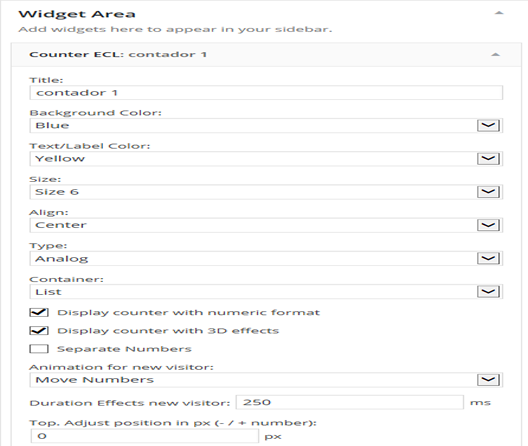 Widget Area
Add widgets here to appear in your sidebar.
Counter ECL: contador 1
Title:
contador 1
Background Color:
Blue
Text/Label Color:
Yellow
Size:
Size 6
Align:
Center
Type:
Analog
Container:
List
Display counter with numeric format
Display counter with 3D effects
Separate Numbers
Animation for new visitor:
Move Numbers
Duration Effects new visitor: 250 ms
Top. Adjust position in px (- / + number):
0 px